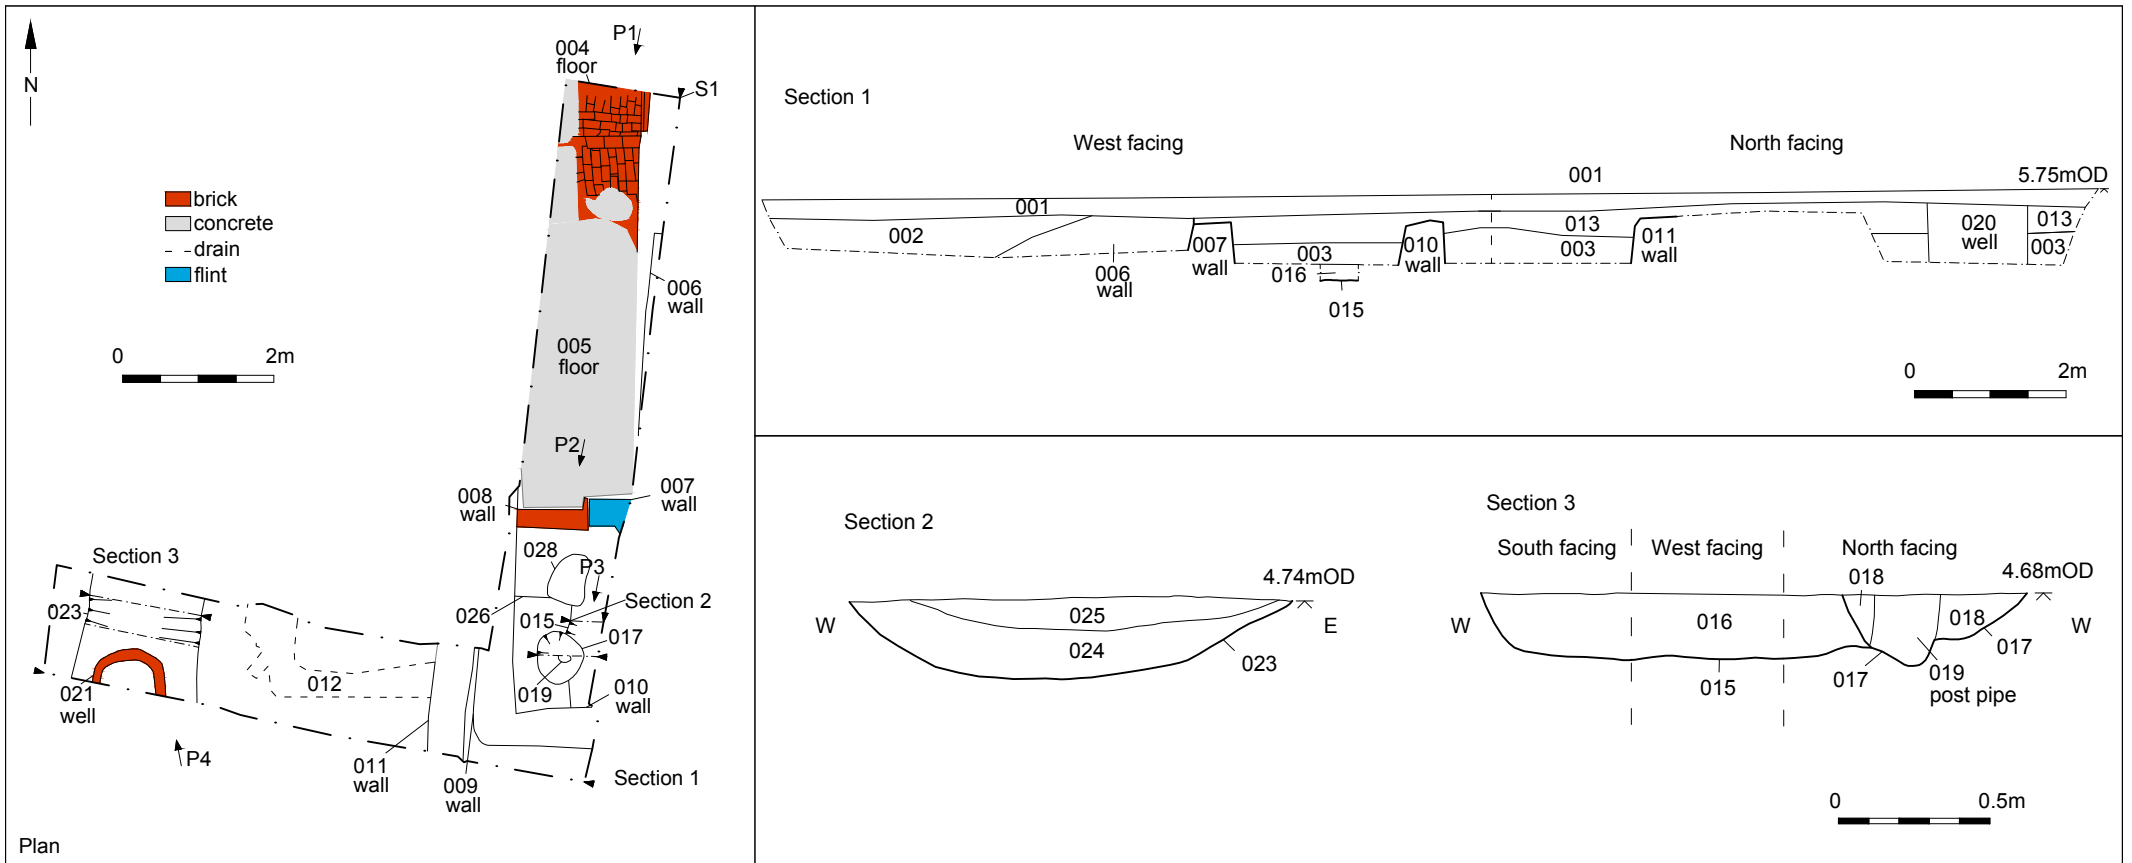 N
P1
004
floor
S1
brick
concrete
drain
flint
006
wall
0 2m
005
floor
P2
008
wall
007
wall
Section 3
028
P3
023
026
Section 2
015
017
012
019
010
wall
021
well
P4
011
wall
009
wall
Section 1
Plan
Section 1
West facing
North facing
001
5.75mOD
001
002
013
020
well
013
007
wall
010
wall
011
wall
003
003
003
006
wall
016
015
0 2m
Section 2
4.74mOD
W
025
E
024
023
Section 3
South facing
West facing
North facing
018
4.68mOD
W
016
018
W
017
015
017
019
post pipe
0 0.5m